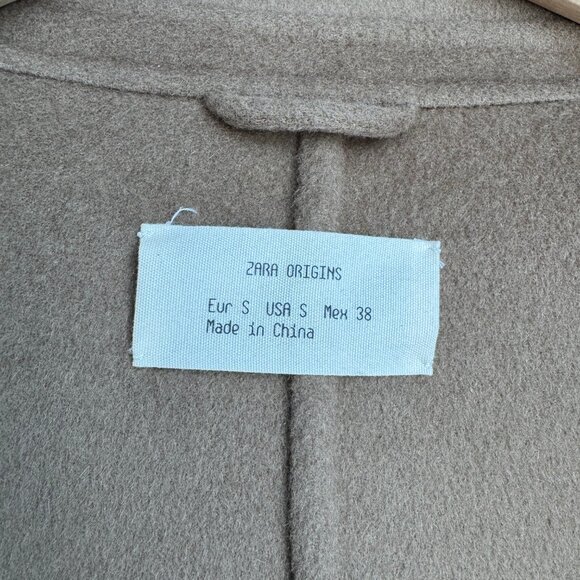 ZARA ORIGINS
Eur S USA S Mex 38
Made in China